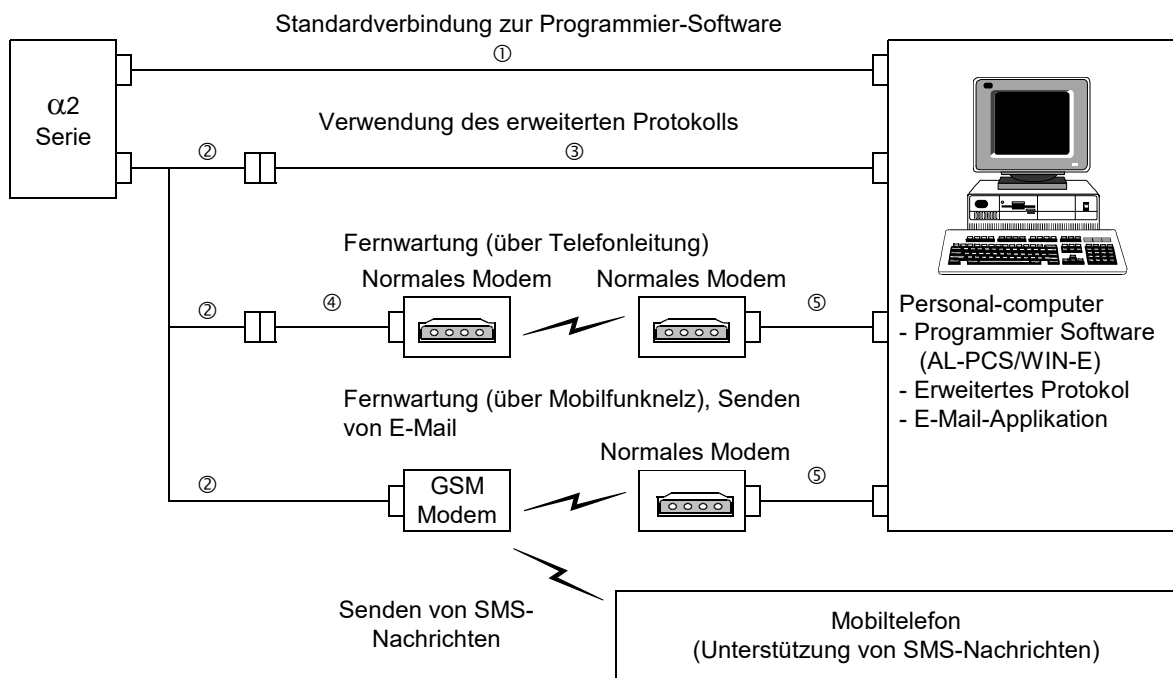 Standardverbindung zur Programmier-Software
①
α2
Serie
Verwendung des erweiterten Protokolls
②
③
Fernwartung (über Telefonleitung)
Normales Modem
Normales Modem
②
④
⑤
Personal-computer
- Programmier Software
(AL-PCS/WIN-E)
- Erweitertes Protokol
- E-Mail-Applikation
Fernwartung (über Mobilfunknelz), Senden
von E-Mail
Normales Modem
②
GSM
Modem
⑤
Senden von SMS-
Nachrichten
Mobiltelefon
(Unterstützung von SMS-Nachrichten)